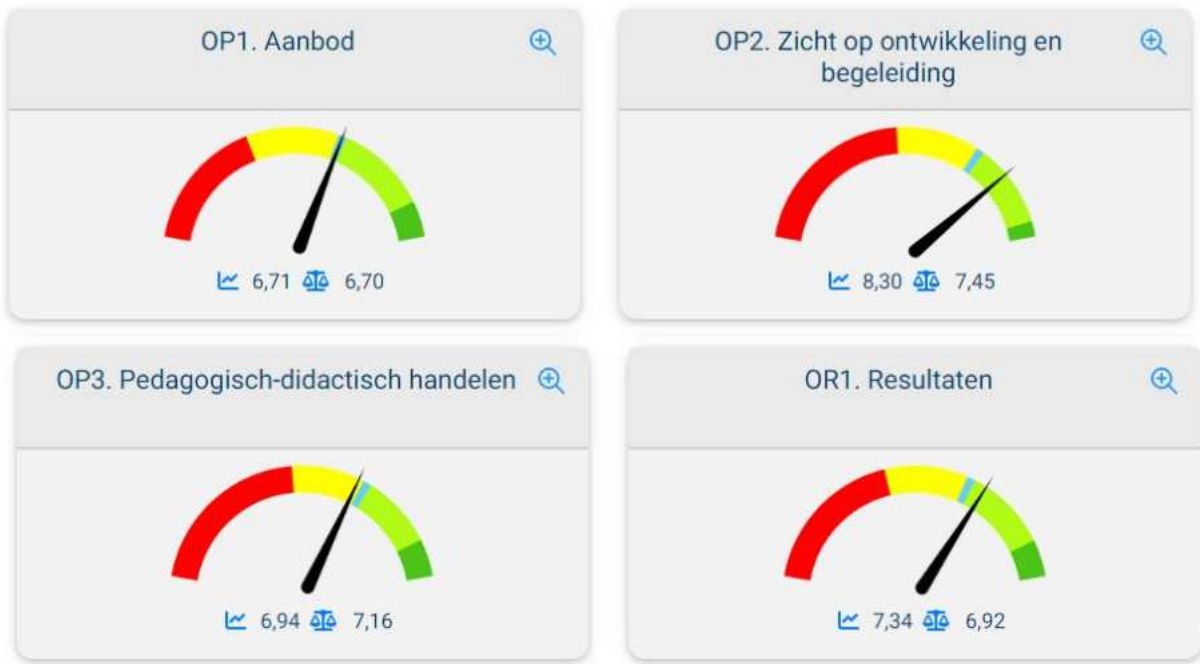 OP1. Aanbod
6,71 6,70
OP2. Zicht op ontwikkeling en
begeleiding
8,30 7,45
OP3. Pedagogisch-didactisch handelen
6,94 7,16
OR1. Resultaten
7,34 6,92